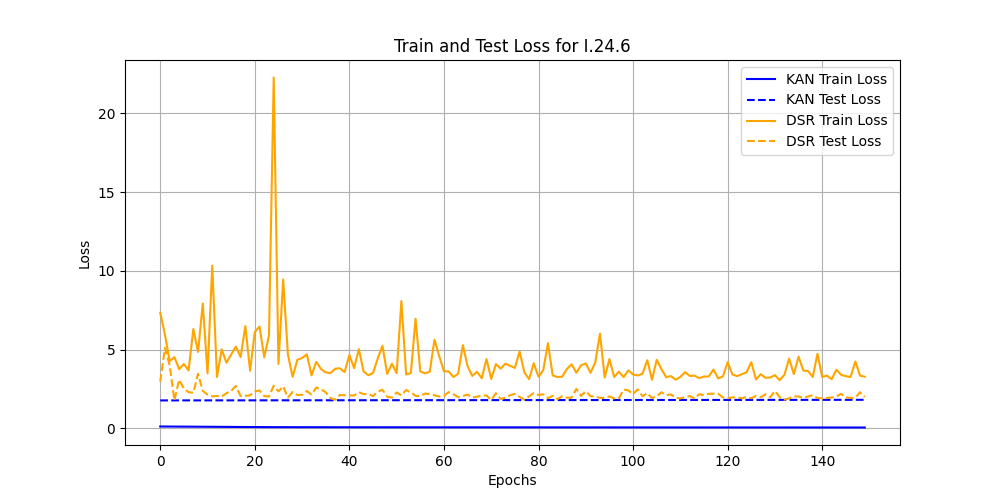 Train and Test Loss for I.24.6
KAN Train Loss
KAN Test Loss
DSR Train Loss
DSR Test Loss
Loss
20
15
10
5
0
0 20 40 60 80 100 120 140
Epochs